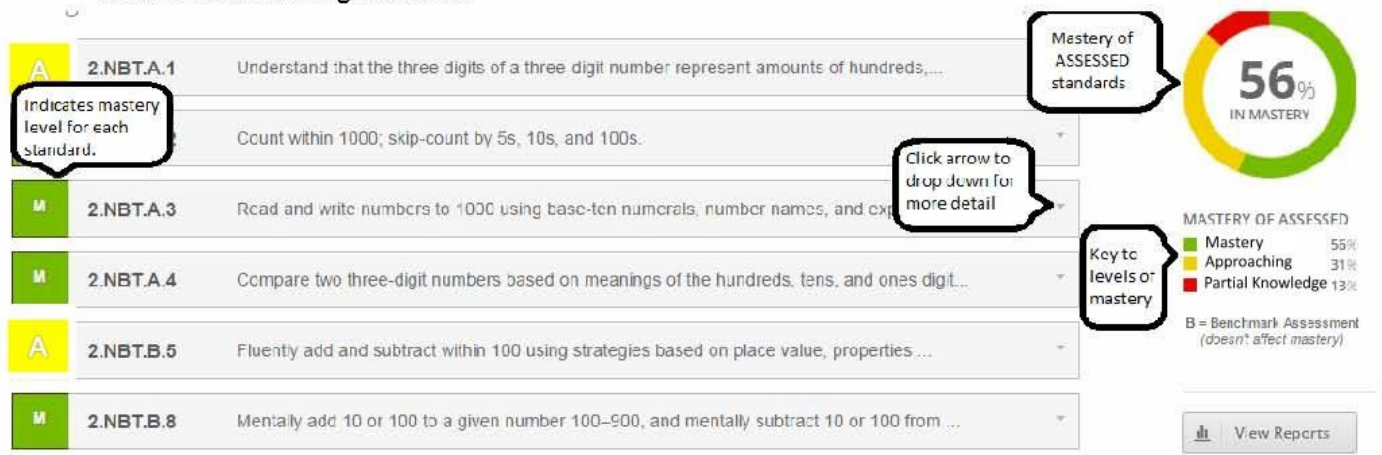 A 2.NBT.A.1 Understand that the three digits of a three digit number represent amounts of hundreds,...
Indicates mastery
level for each
standard.
Count within 1000; skip-count by 5s, 10s, and 100s.
M 2.NBT.A.3 Read and write numbers to 1000 using base-ten numerals, number names, and exp
M 2.NBT.A.4 Compare two three-digit numbers based on meanings of the hundreds, tens, and ones digit...
A 2.NBT.B.5 Fluently add and subtract within 100 using strategies based on place value, properties ...
M 2.NBT.B.8 Mentally add 10 or 100 to a given number 100–900, and mentally subtract 10 or 100 from ...
Click arrow to
drop down for
more detail
Mastery of
ASSESSED
standards
56%
IN MASTERY
Key to
levels of
mastery
MASTERY OF ASSESSED
Mastery 56%
Approaching 31%
Partial Knowledge 13%
B = Benchmark Assessment
(doesn't affect mastery)
View Reports